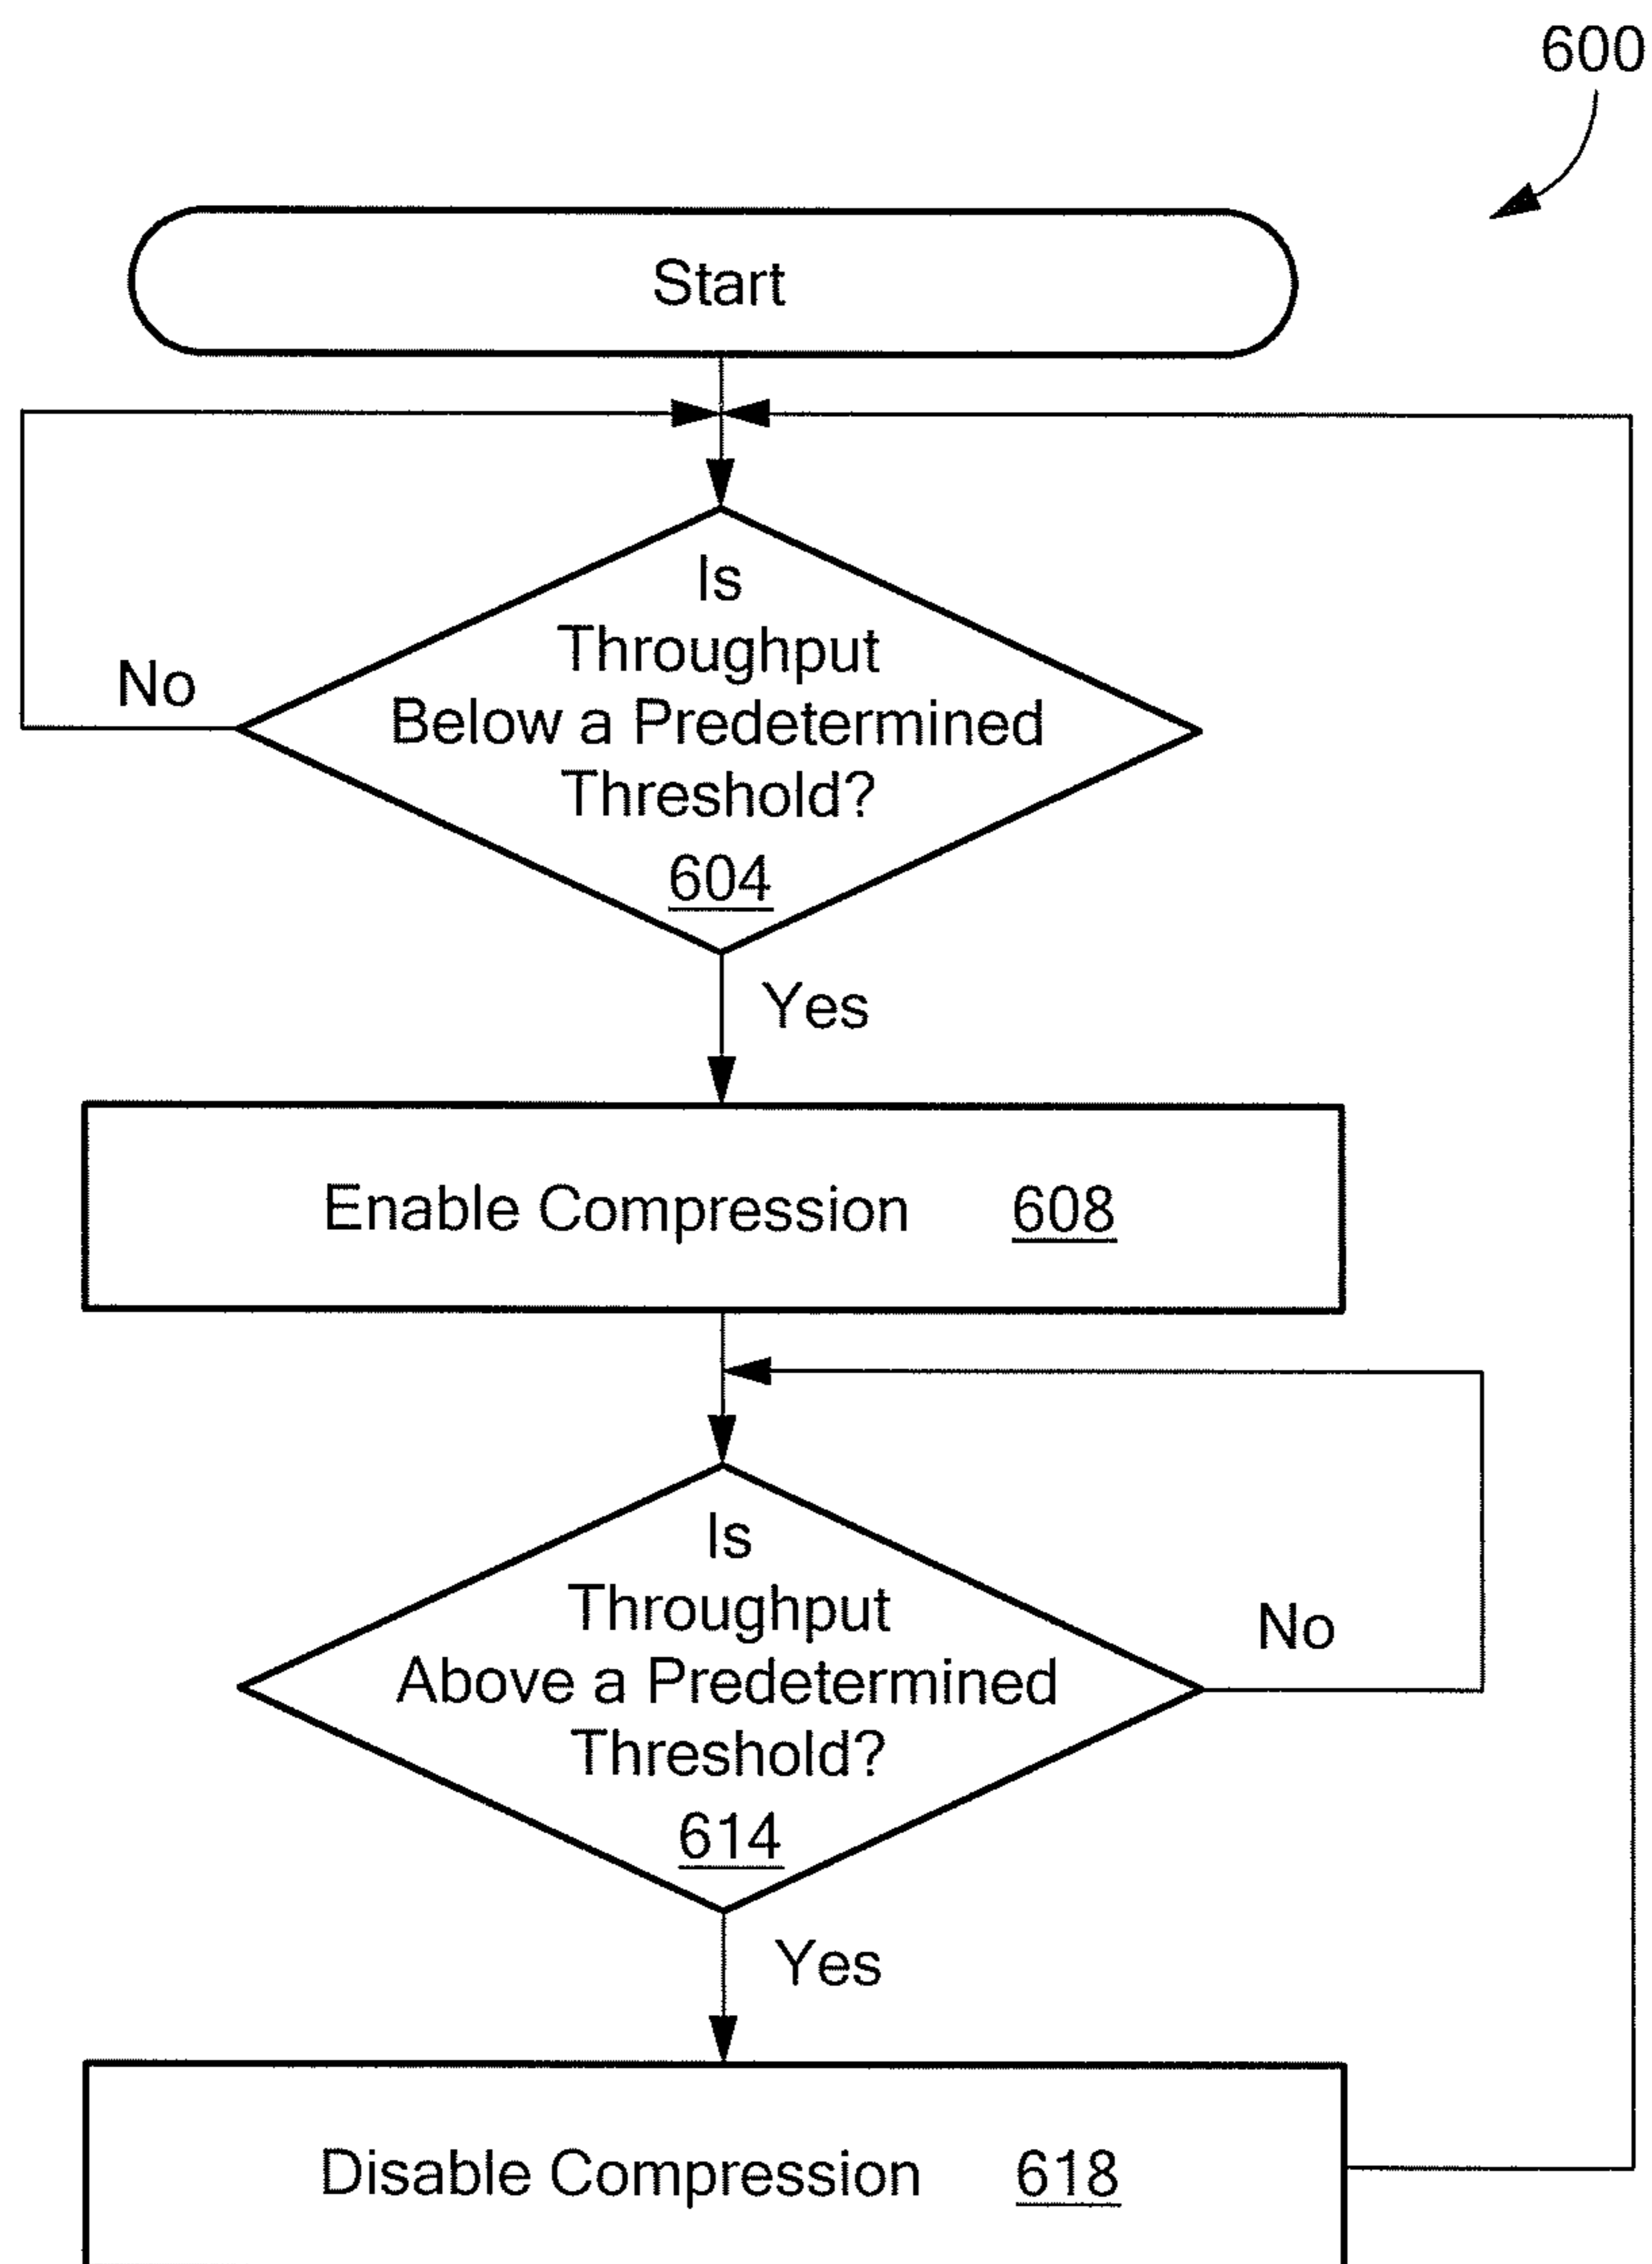 600
Start
Is
Throughput
Below a Predetermined
Threshold?
604
No
Yes
Enable Compression 608
Is
Throughput
Above a Predetermined
Threshold?
614
No
Yes
Disable Compression 618